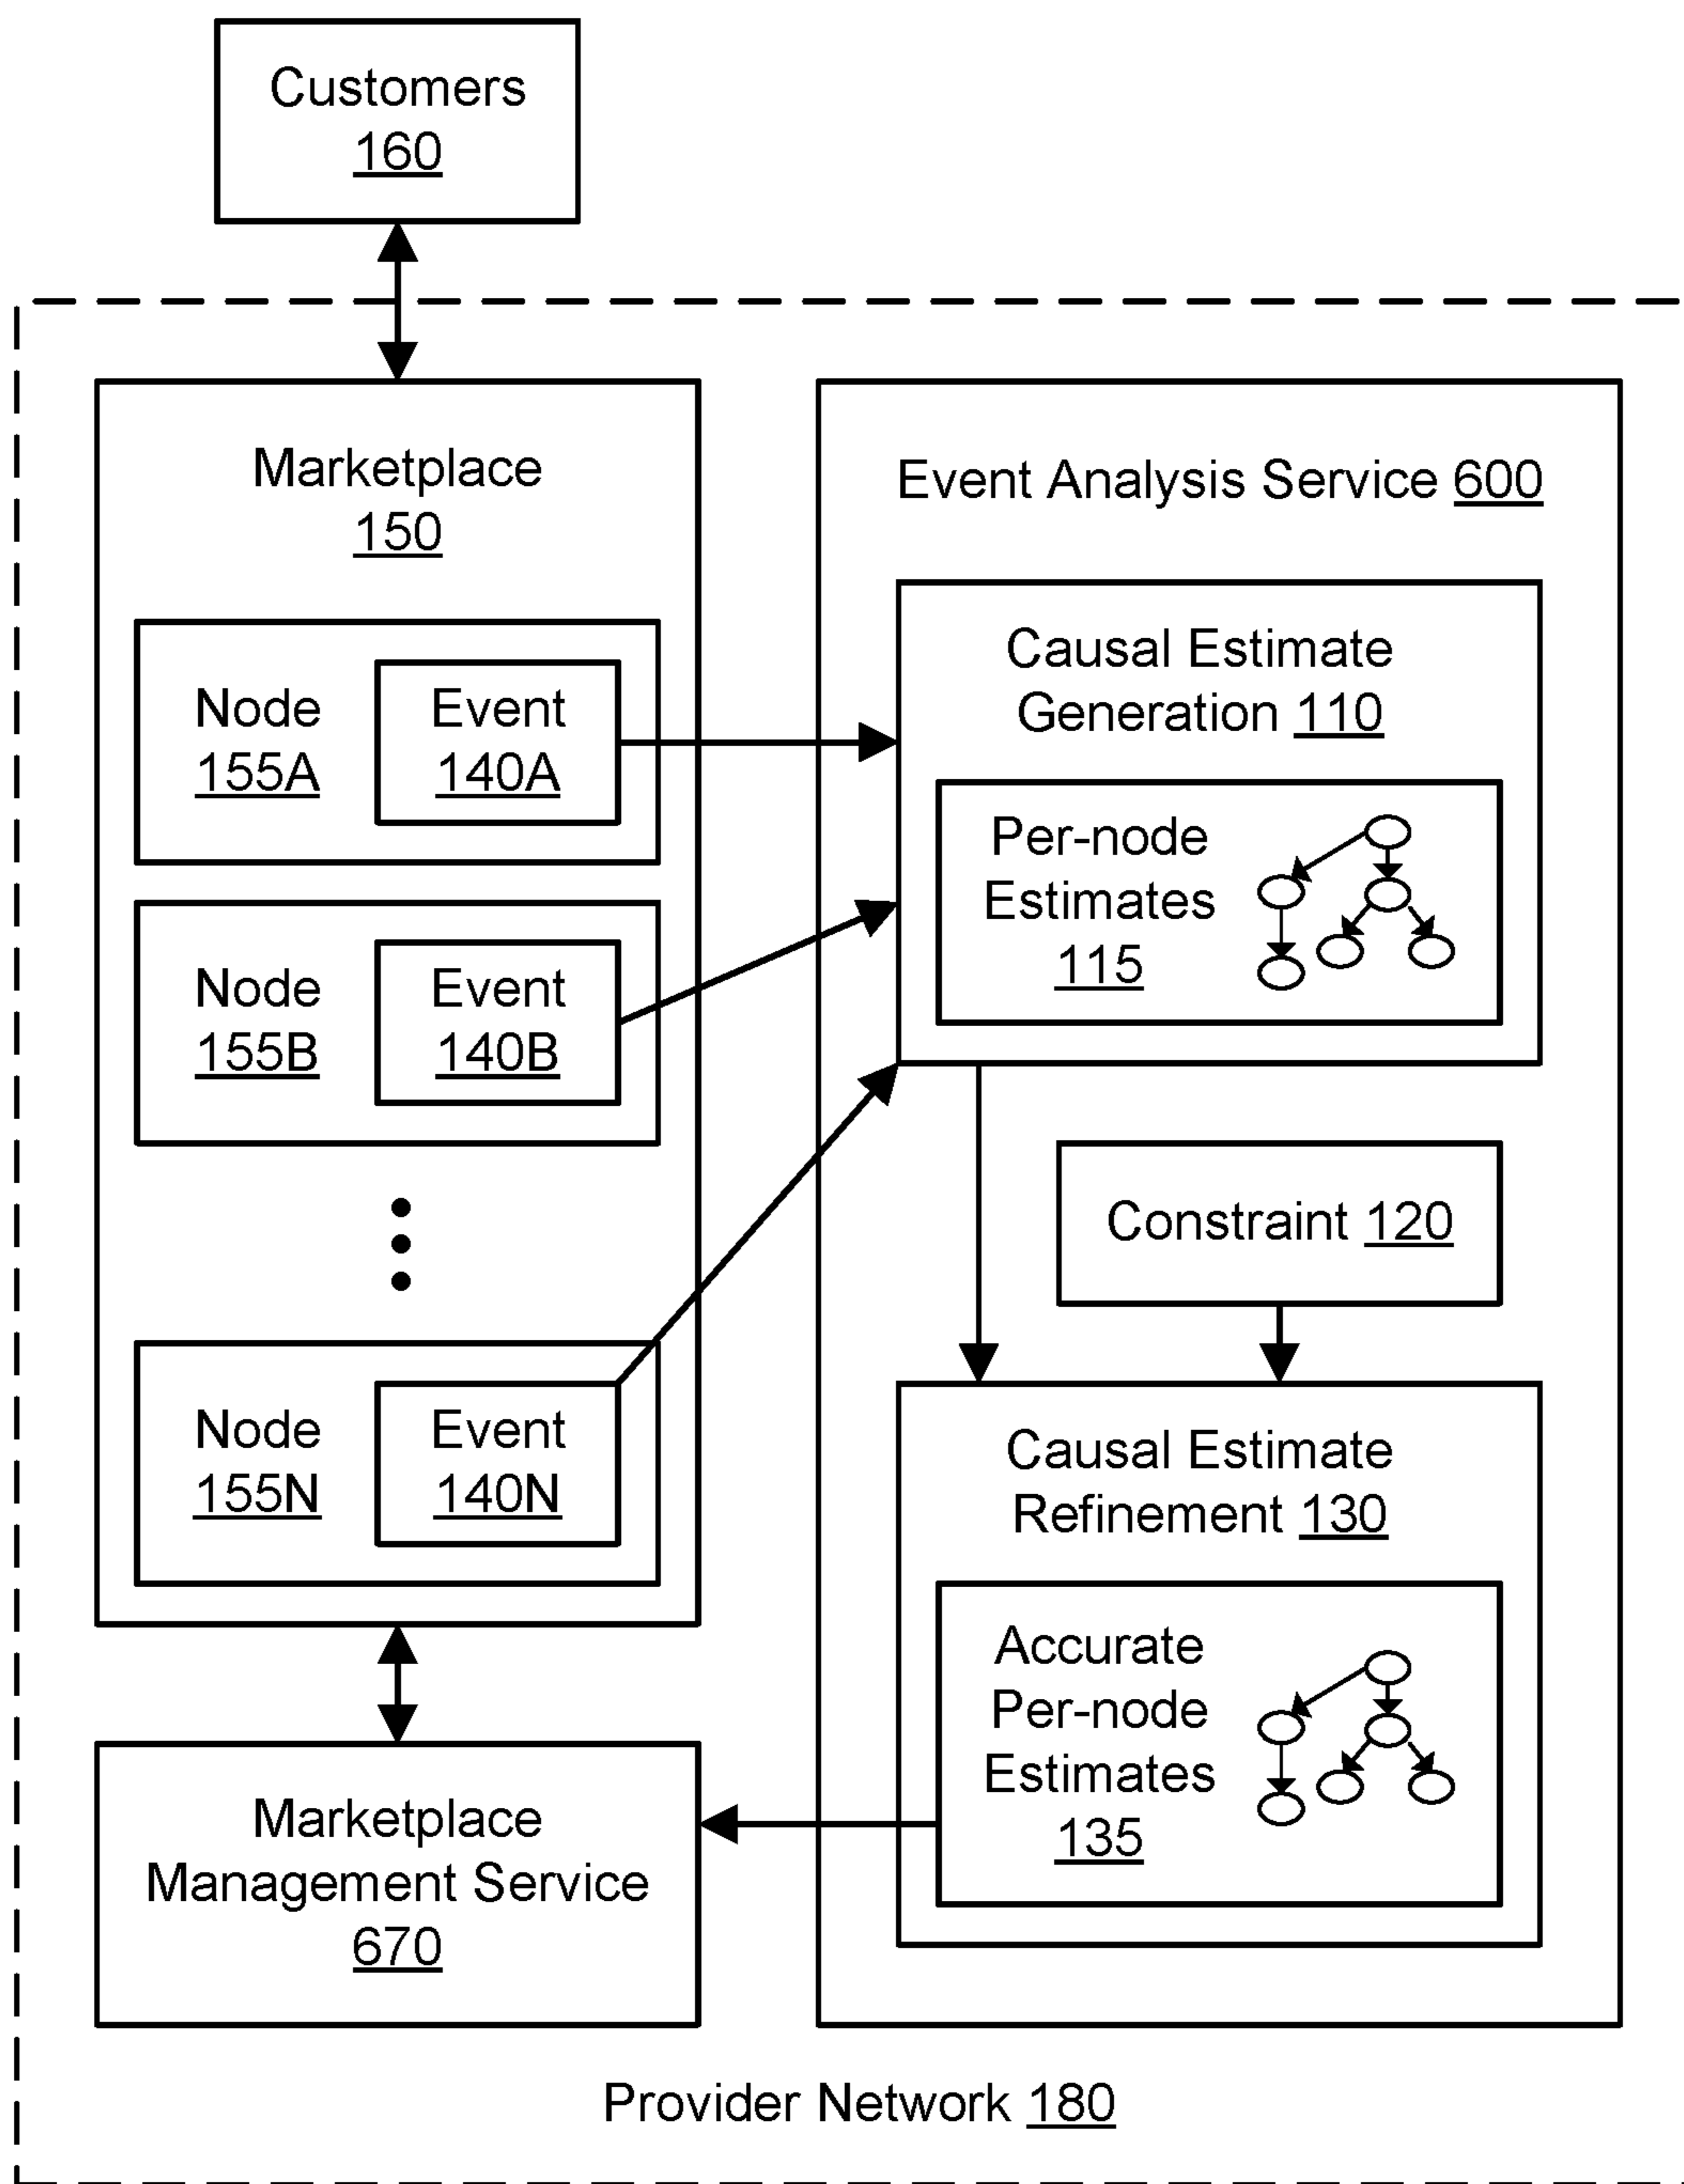 Customers
160
Marketplace
150
Node
155A
Event
140A
Node
155B
Event
140B
Node
155N
Event
140N
Marketplace
Management Service
670
Event Analysis Service 600
Causal Estimate
Generation 110
Per-node
Estimates
115
Constraint 120
Causal Estimate
Refinement 130
Accurate
Per-node
Estimates
135
Provider Network 180